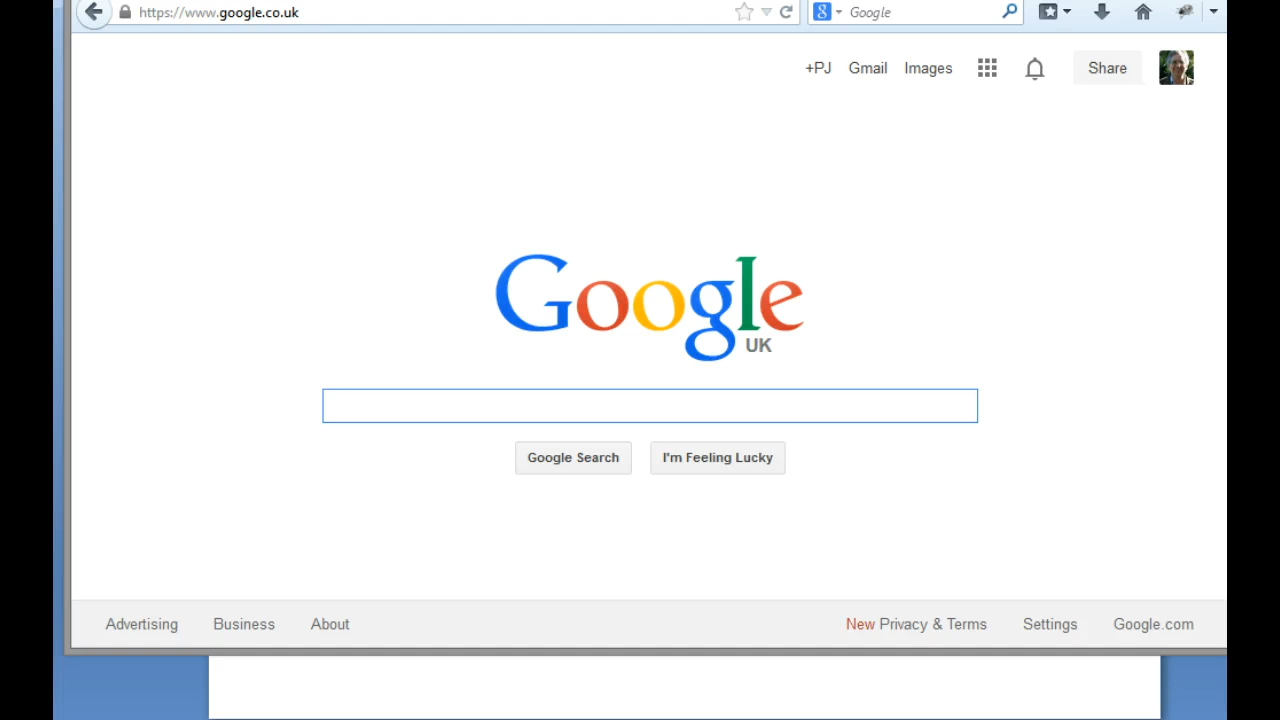 https://www.google.co.uk
8 Google
+PJ Gmail Images Share
Google
UK
Google Search I'm Feeling Lucky
Advertising Business About New Privacy & Terms Settings Google.com